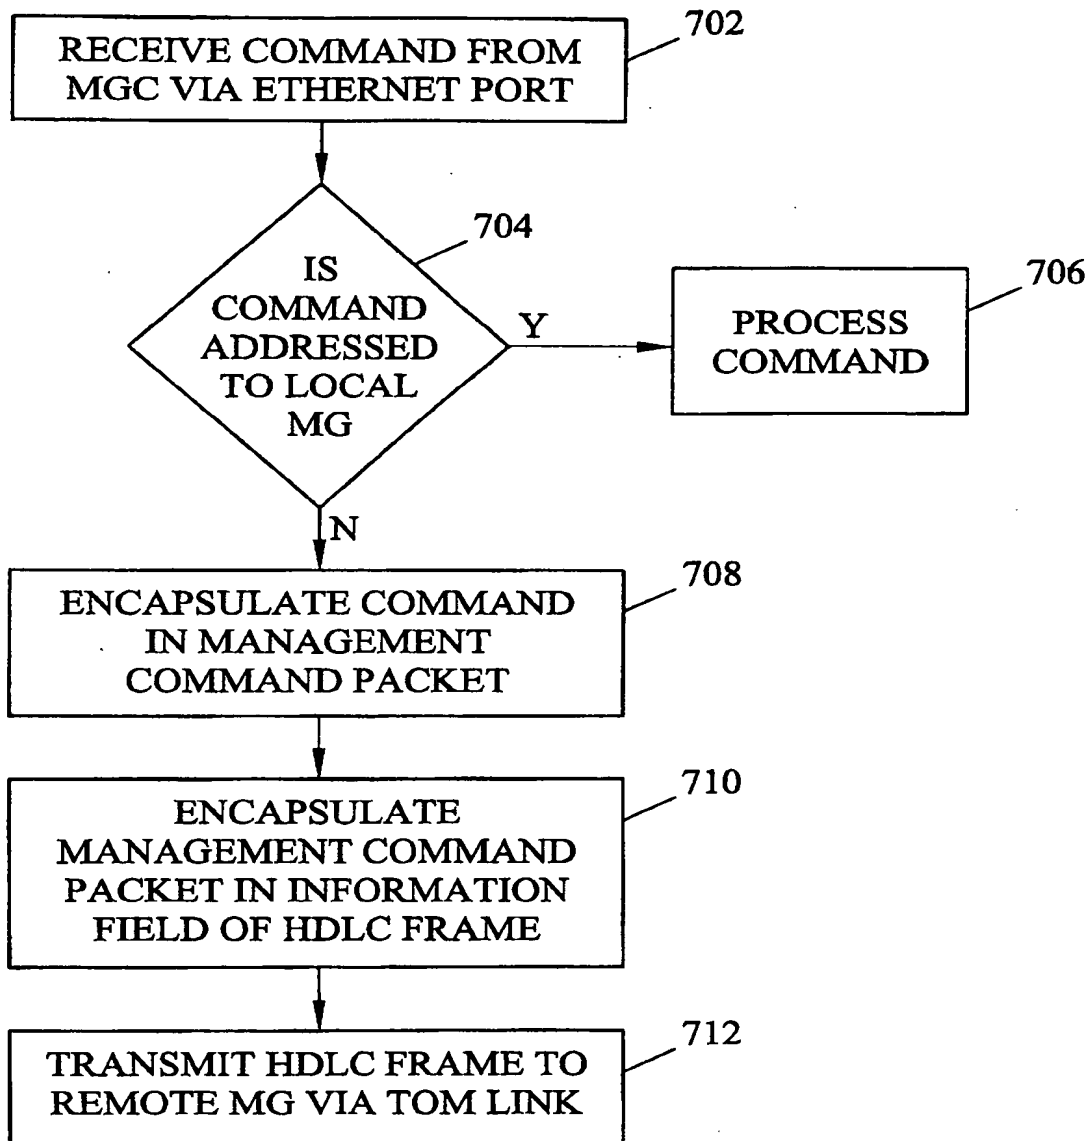 RECEIVE COMMAND FROM
MGC VIA ETHERNET PORT
702
704
IS
COMMAND
ADDRESSED
TO LOCAL
MG
Y
706
PROCESS
COMMAND
N
708
ENCAPSULATE COMMAND
IN MANAGEMENT
COMMAND PACKET
710
ENCAPSULATE
MANAGEMENT COMMAND
PACKET IN INFORMATION
FIELD OF HDLC FRAME
712
TRANSMIT HDLC FRAME TO
REMOTE MG VIA TOM LINK